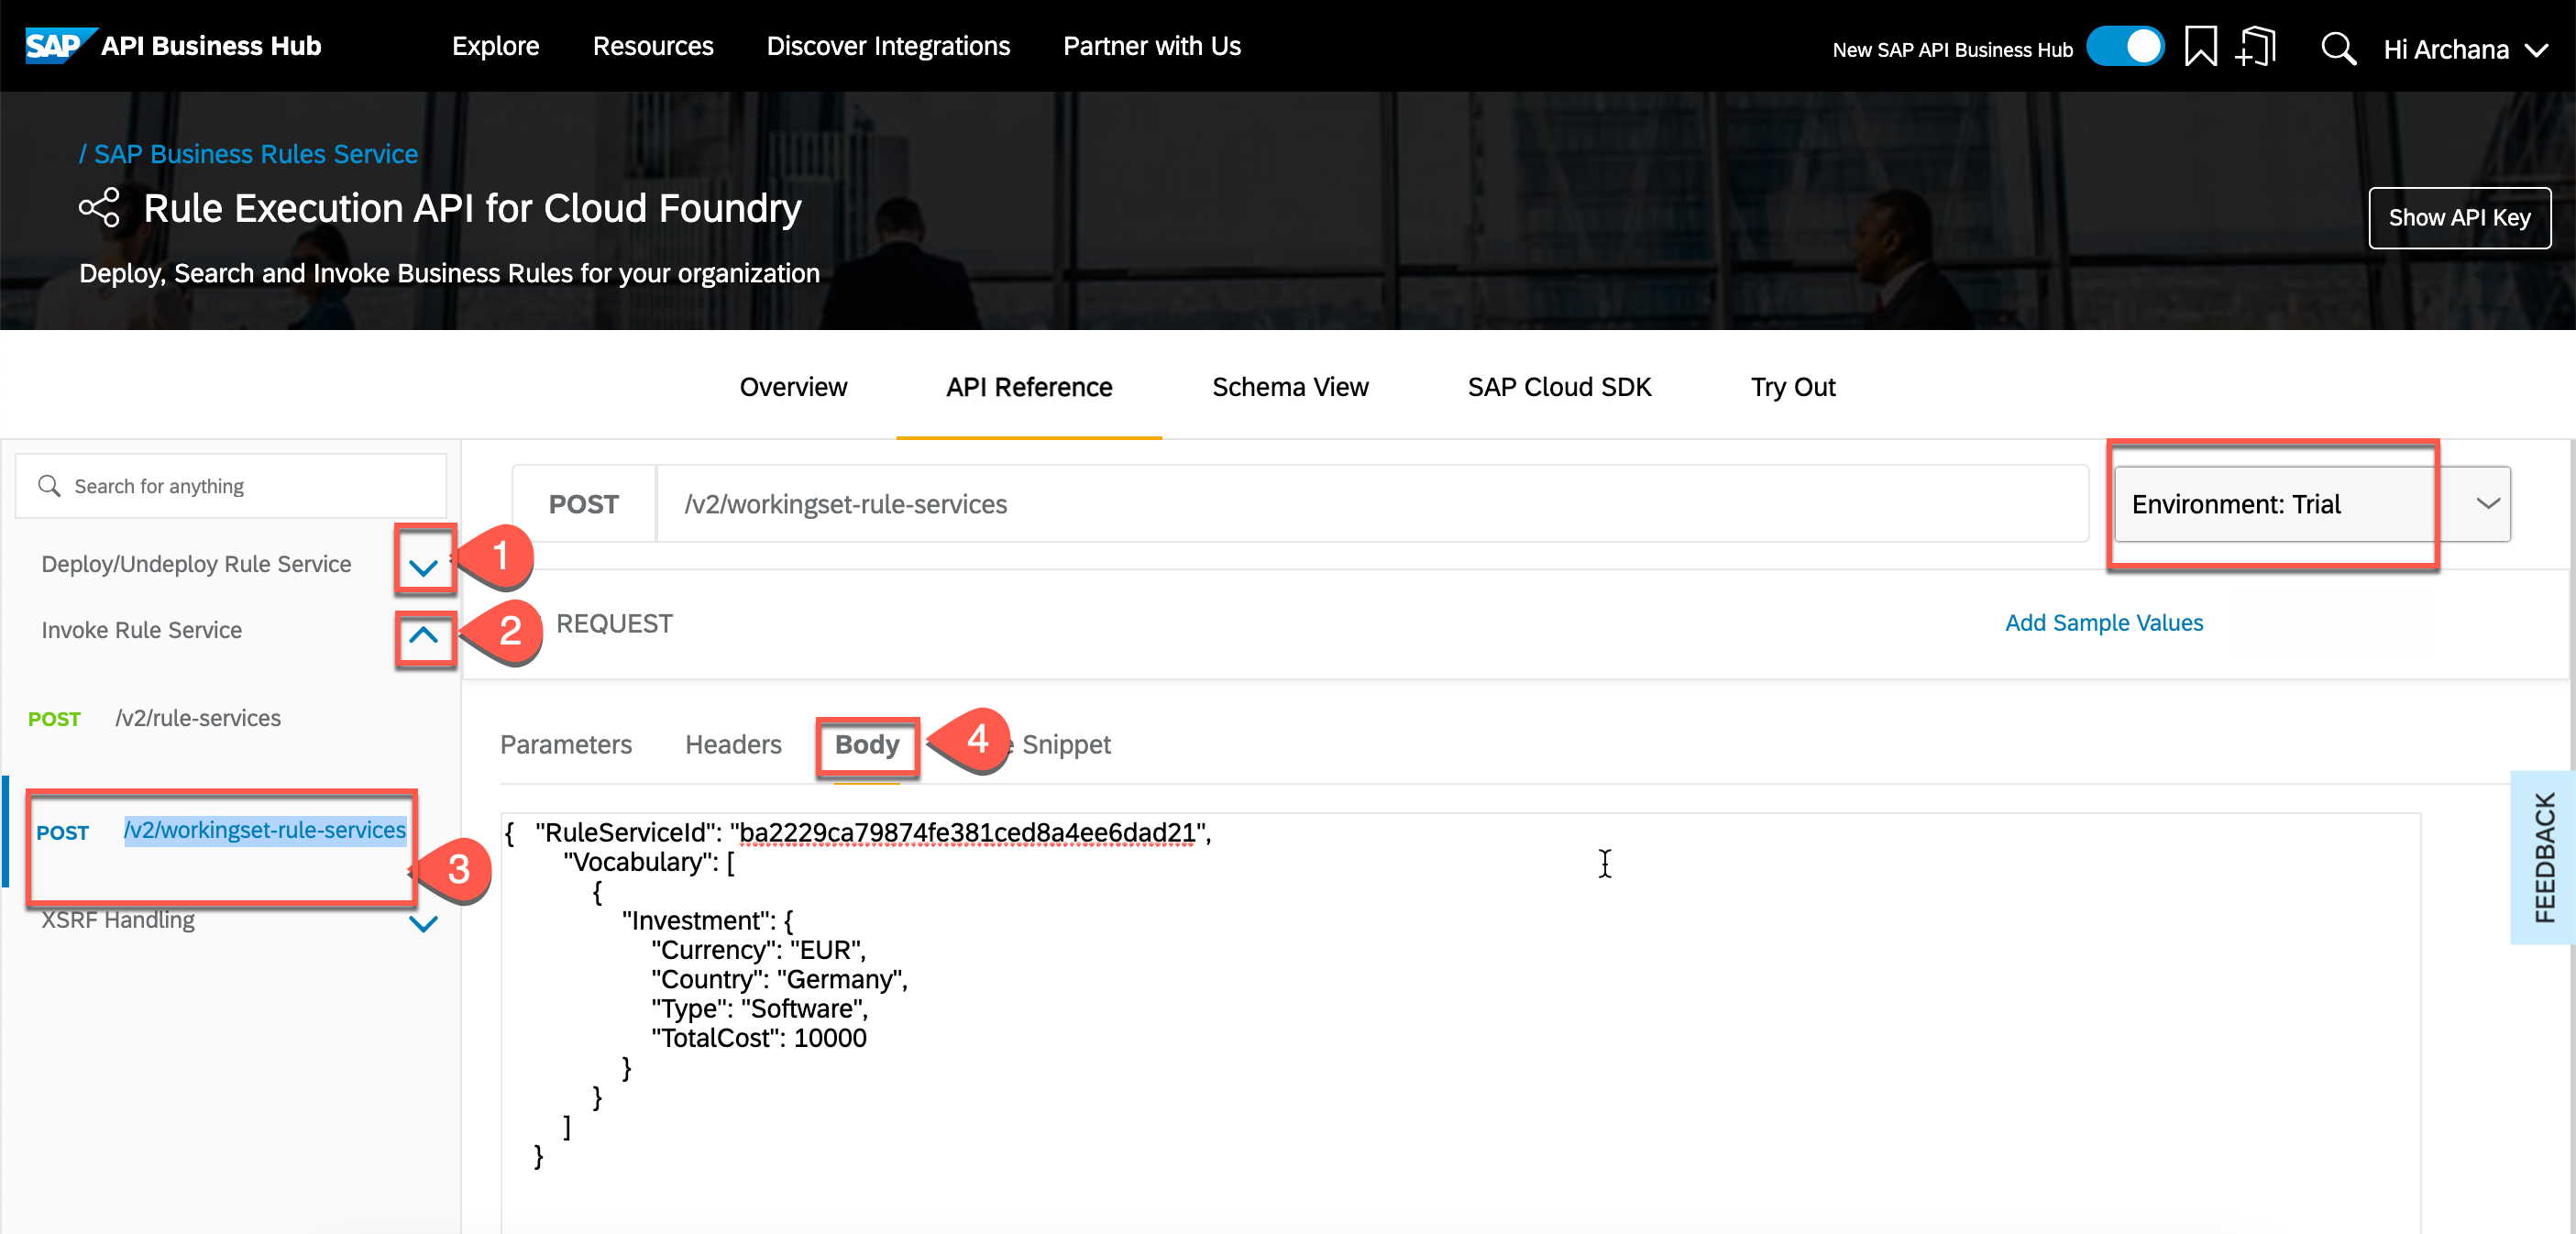 SAP API Business Hub
Explore
Resources
Discover Integrations
Partner with Us
New SAP API Business Hub
Hi Archana
/ SAP Business Rules Service
Rule Execution API for Cloud Foundry
Show API Key
Deploy, Search and Invoke Business Rules for your organization
Overview
API Reference
Schema View
SAP Cloud SDK
Try Out
Search for anything
POST /v2/workingset-rule-services
Environment: Trial
Deploy/Undeploy Rule Service
1
Invoke Rule Service
2
REQUEST
Add Sample Values
POST /v2/rule-services
Parameters
Headers
Body
4
Snippet
POST /v2/workingset-rule-services
3
XSRF Handling
{ "RuleServiceId": "ba2229ca79874fe381ced8a4ee6dad21",
"Vocabulary": [
{
"Investment": {
"Currency": "EUR",
"Country": "Germany",
"Type": "Software",
"TotalCost": 10000
}
}
]
}
FEEDBACK